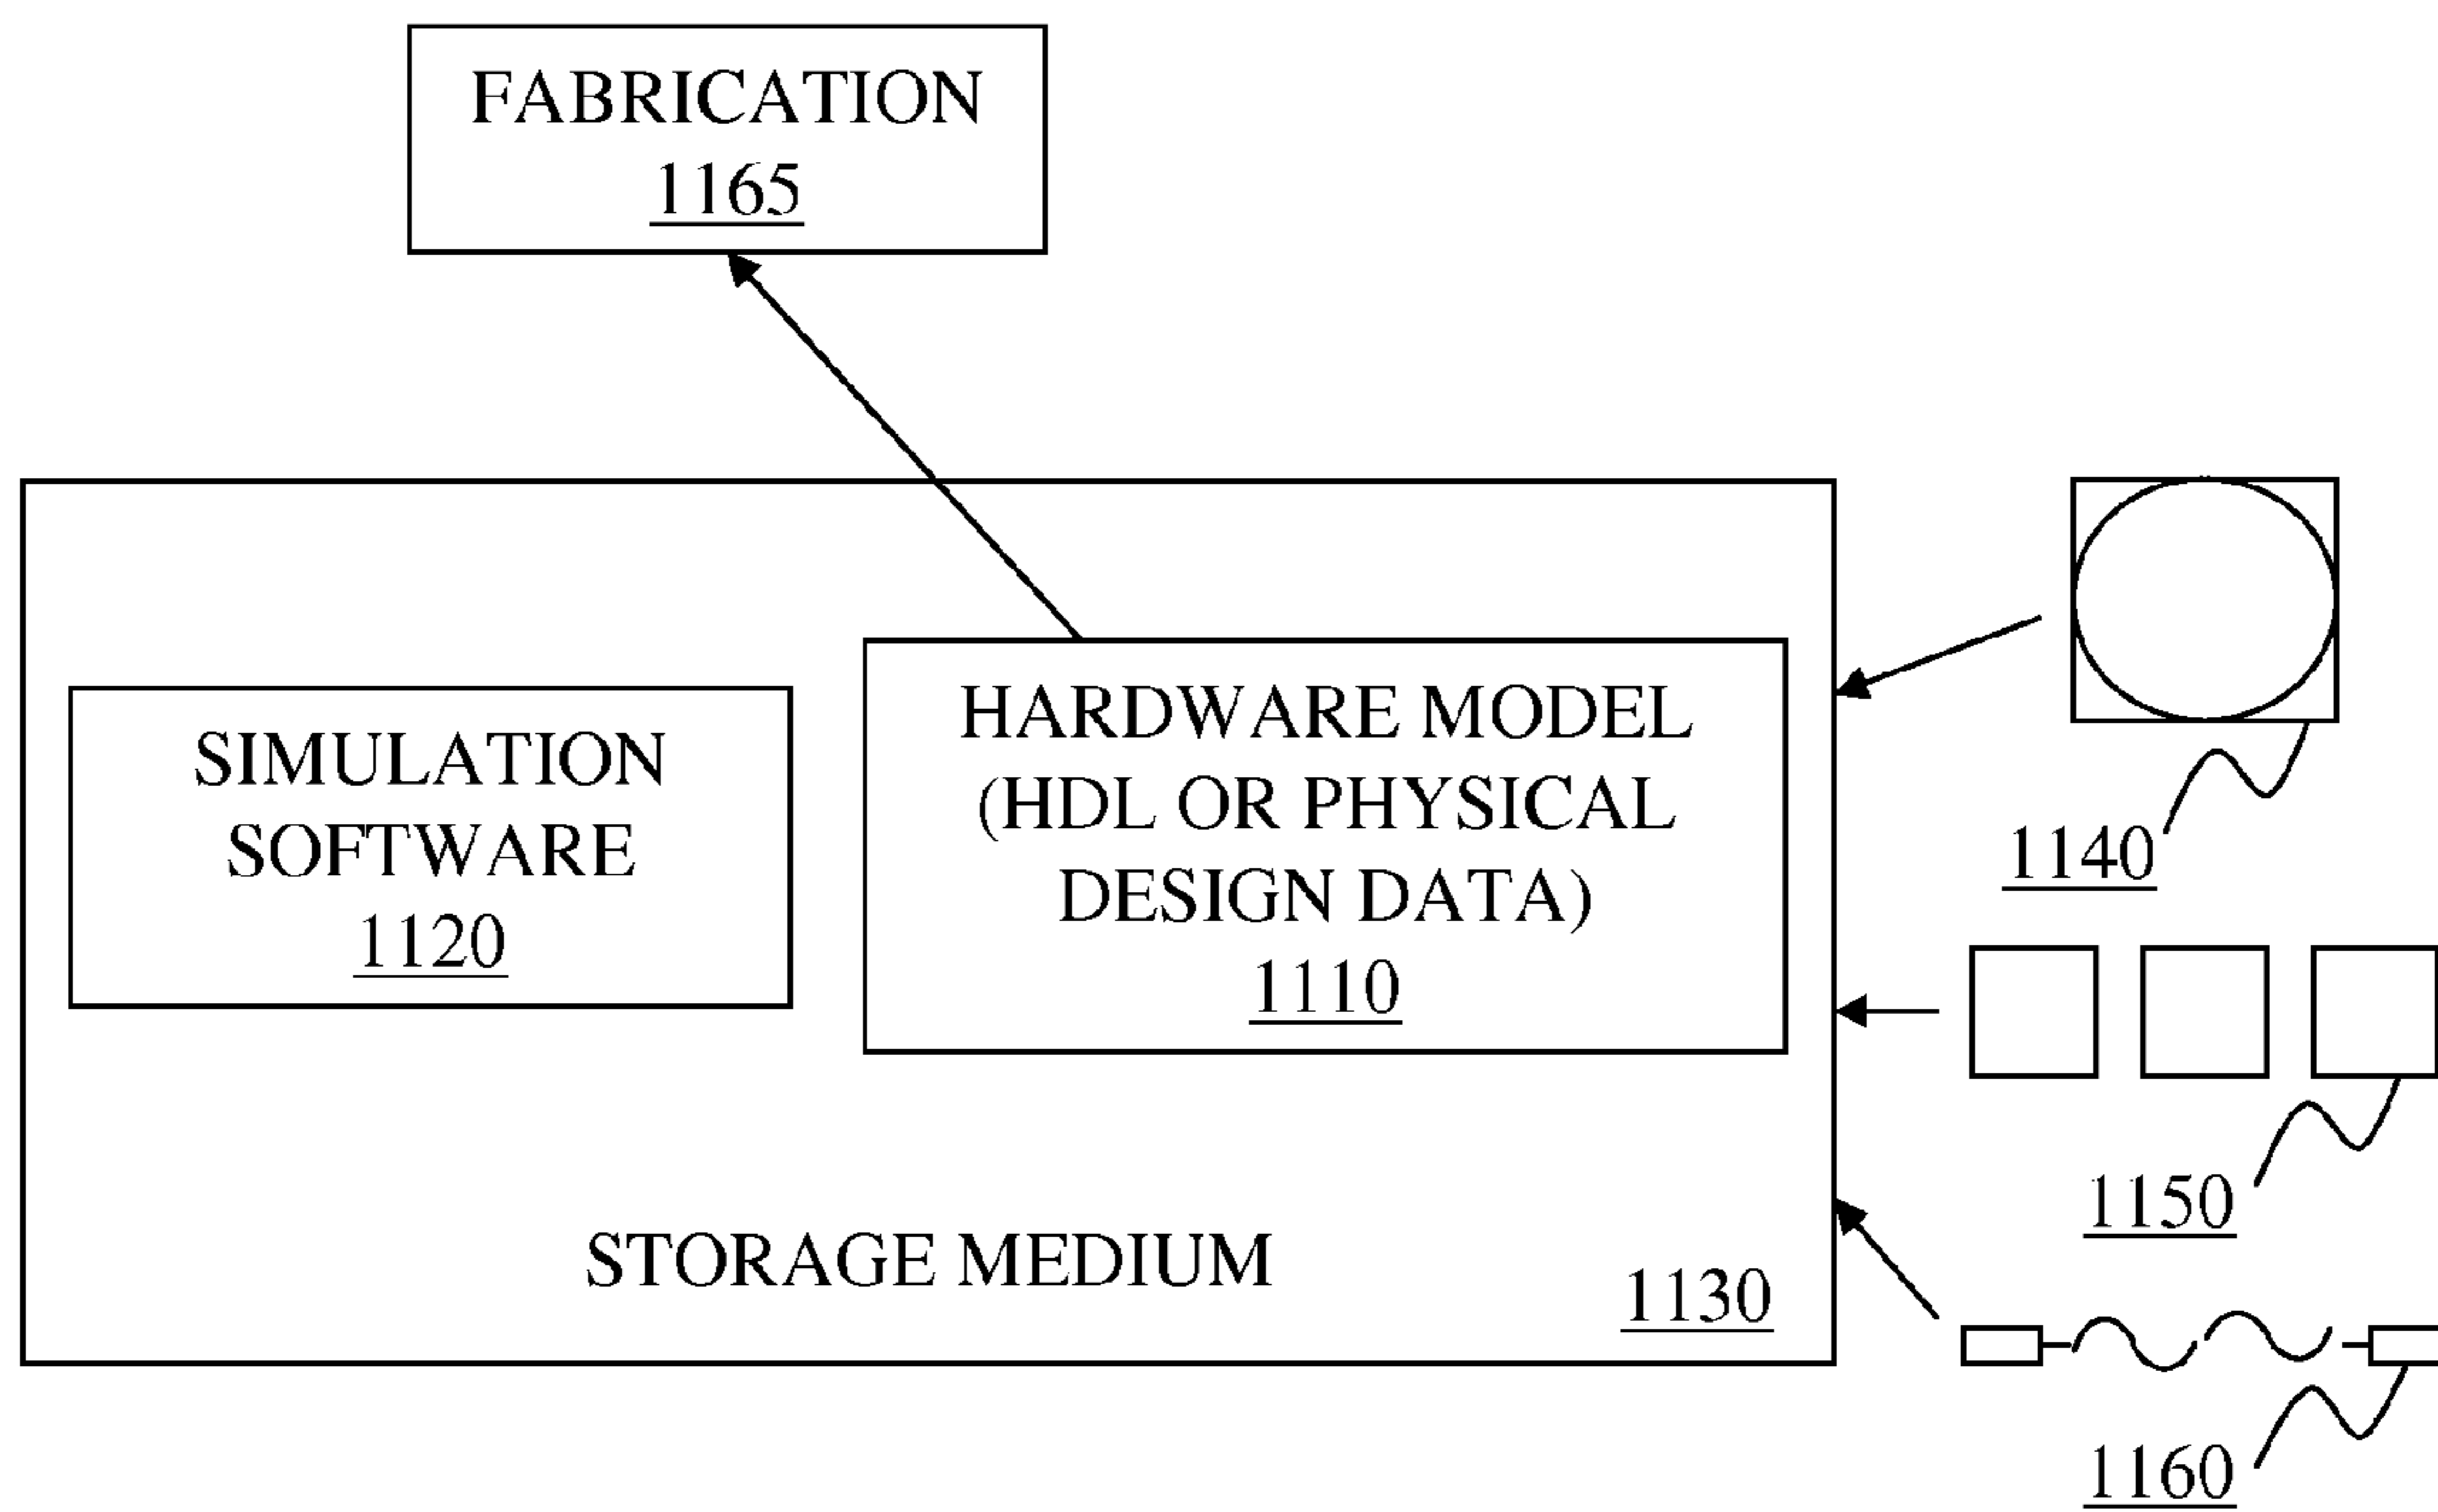 FABRICATION
1165
SIMULATION
SOFTWARE
1120
HARDWARE MODEL
(HDL OR PHYSICAL
DESIGN DATA)
1110
STORAGE MEDIUM
1130
1140
1150
1160